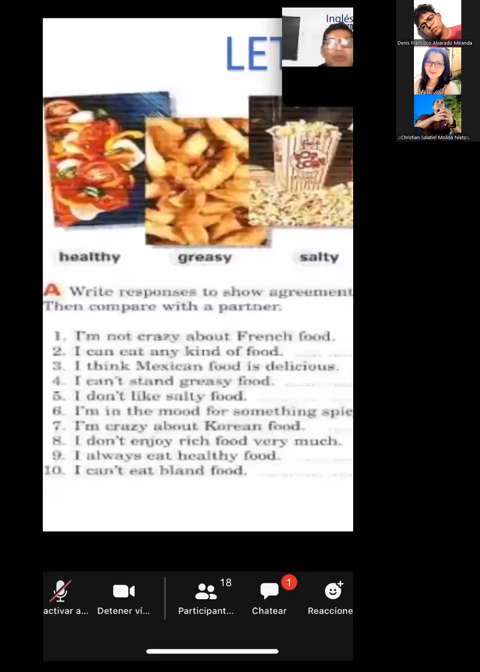 Inglés
LET
Denis Francisco Alvarado Miranda
Christian Salatiel Molina Nieto
POP CORN
healthy greasy salty
A Write responses to show agreement
Then compare with a partner.
1. I'm not crazy about French food.
2. I can eat any kind of food.
3. I think Mexican food is delicious.
4. I can't stand greasy food.
5. I don't like salty food.
6. I'm in the mood for something spic
7. I'm crazy about Korean food.
8. I don't enjoy rich food very much.
9. I always eat healthy food.
10. I can't eat bland food.
18
1
activar a... Detener ví... Participant... Chatear Reaccione